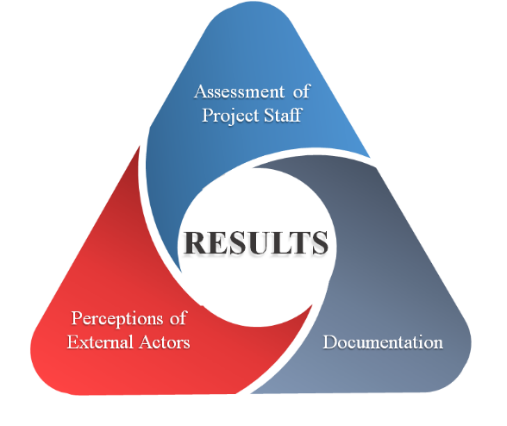 Assessment of
Project Staff
RESULTS
Perceptions of
External Actors
Documentation